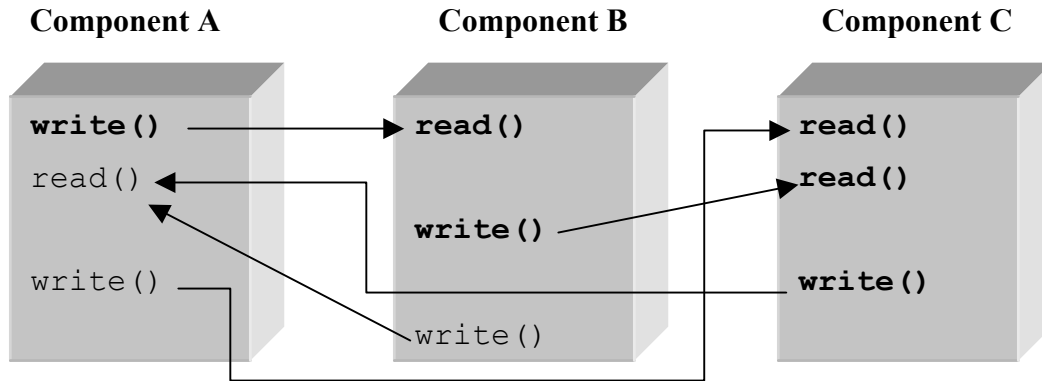 Component A
Component B
Component C
write()
read()
read()
read()
read()
write()
write()
write()
write()